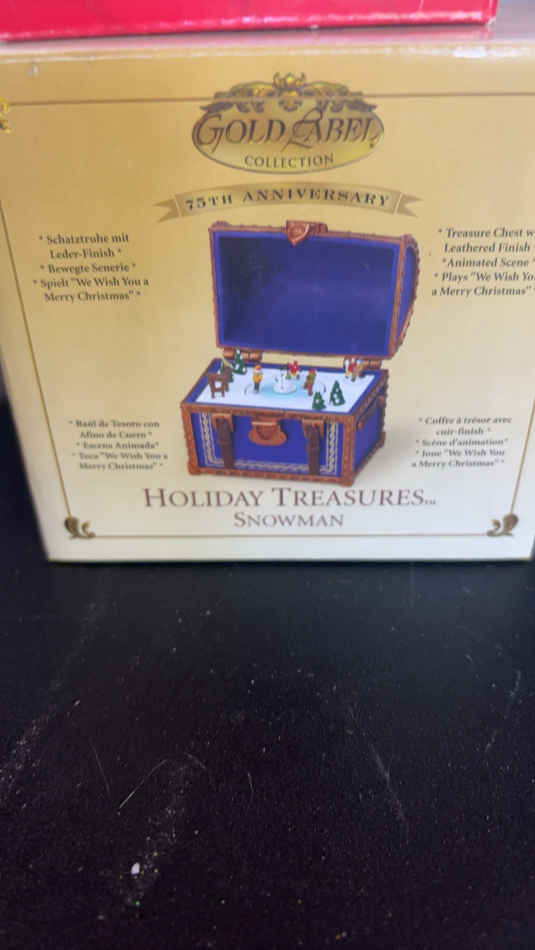 GOLD LABEL
COLLECTION
75TH ANNIVERSARY
* Schatztruhe mit
Leder-Finish *
* Bewegte Senerie *
* Spielt "We Wish You a
Merry Christmas" *
* Treasure Chest w
Leathered Finish
*Animated Scene *
* Plays "We Wish You
a Merry Christmas" *
* Baúl de Tesoro con
Afino de Cuero *
* Escena Animada*
* Toca "We Wish You a
Merry Christmas" *
* Coffre à trésor avec
cuir-finish *
* Scène d'animation*
* Joue "We Wish You
a Merry Christmas" *
HOLIDAY TREASURES™
SNOWMAN